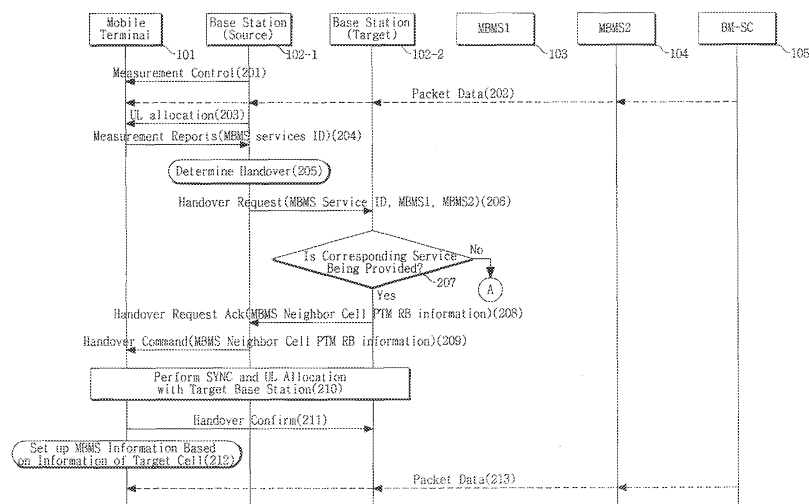 Mobile
Terminal
Base Station
(Source)
Base Station
(Target)
MBMS1
MBMS2
BM-SC
101
102-1
102-2
103
104
105
Measurement Control(201)
Packet Data(202)
UL allocation(203)
Measurement Reports(MBMS services ID)(204)
Determine Handover(205)
Handover Request(MBMS Service ID, MBMS1, MBMS2)(206)
Is Corresponding Service
Being Provided?
207
No
A
Yes
Handover Request Ack(MBMS Neighbor Cell PTM RB information)(208)
Handover Command(MBMS Neighbor Cell PTM RB information)(209)
Perform SYNC and UL Allocation
with Target Base Station(210)
Handover Confirm(211)
Set up MBMS Information Based
on Information of Target Cell(212)
Packet Data(213)